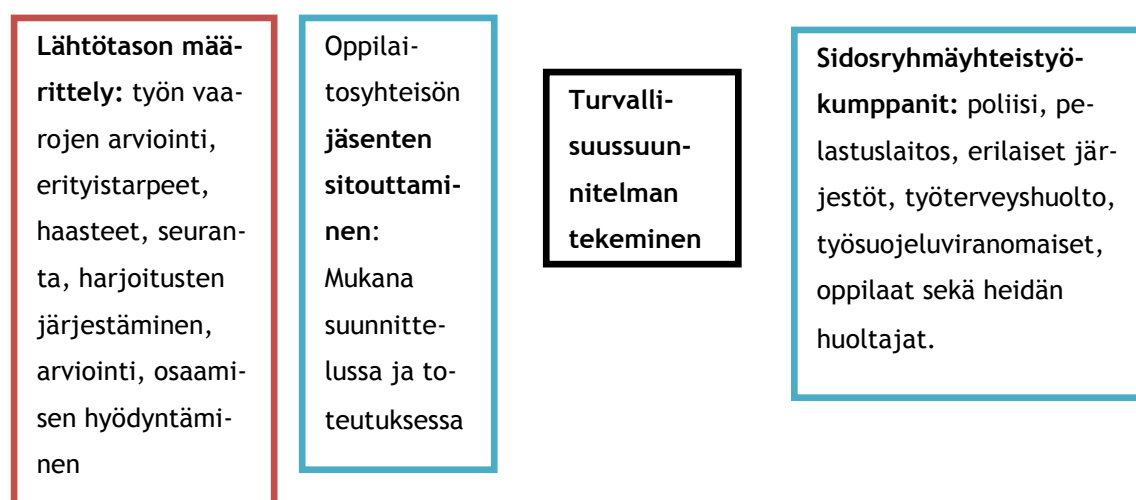 Lähtötason mää-
rittely: työn vaa-
rojen arviointi,
erityistarpeet,
haasteet, seuran-
ta, harjoitusten
järjestäminen,
arviointi, osaami-
sen hyödyntämi-
nen
Oppilai-
tosyhteisön
jäsenten
sitouttami-
nen:
Mukana
suunnitte-
lussa ja to-
teutuksessa
Turvalli-
suussuun-
nitelman
tekeminen
Sidosryhmäyhteistyö-
kumppanit: poliisi, pe-
lastuslaitos, erilaiset jär-
jestöt, työterveyshuolto,
työsuojeluviranomaiset,
oppilaat sekä heidän
huoltajat.